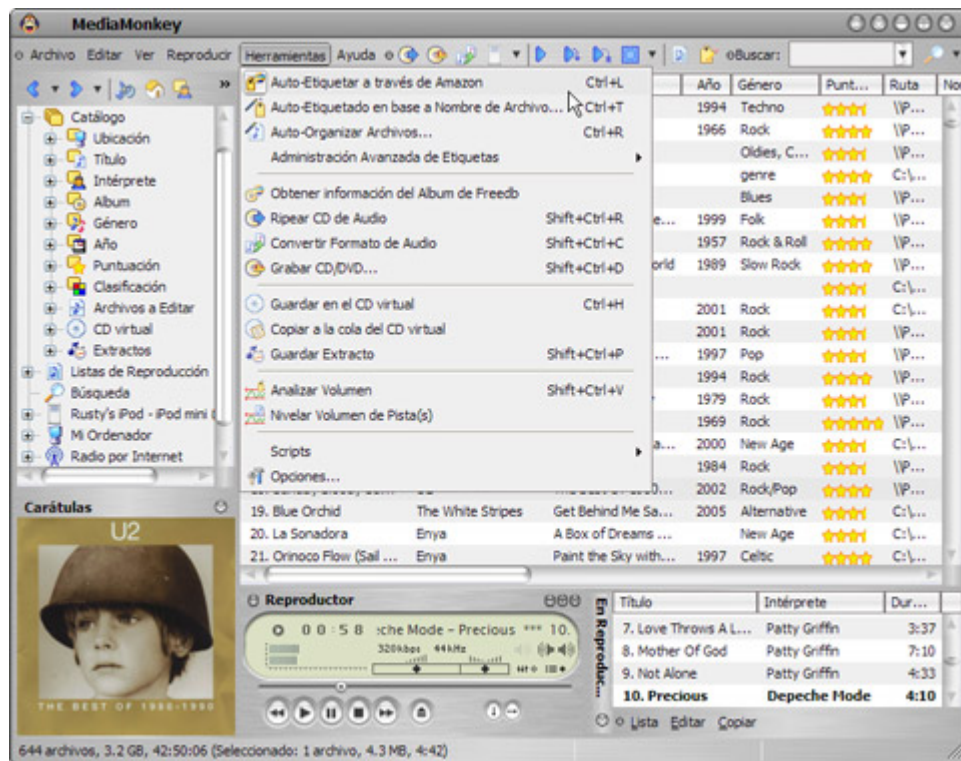 MediaMonkey
Archivo Editar Ver Reproducir Herramientas Ayuda Buscar:
Catálogo
Ubicación
Título
Intérprete
Album
Género
Año
Puntuación
Clasificación
Archivos a Editar
CD virtual
Extractos
Listas de Reproducción
Búsqueda
Rusty's iPod - iPod mini
Mi Ordenador
Radio por Internet
Auto-Etiquetar a través de Amazon Ctrl+L
Auto-Etiquetado en base a Nombre de Archivo... Ctrl+T
Auto-Organizar Archivos... Ctrl+R
Administración Avanzada de Etiquetas
Obtener información del Album de Freedb
Ripear CD de Audio Shift+Ctrl+R
Convertir Formato de Audio Shift+Ctrl+C
Grabar CD/DVD... Shift+Ctrl+D
Guardar en el CD virtual Ctrl+H
Copiar a la cola del CD virtual
Guardar Extracto Shift+Ctrl+P
Analizar Volumen Shift+Ctrl+V
Nivelar Volumen de Pista(s)
Scripts
Opciones...
Año Género Punt... Ruta
1994 Techno \\P...
1966 Rock \\P...
Oldies, C... \\P...
genre C:\...
Blues \\P...
e... 1999 Folk \\P...
1957 Rock & Roll \\P...
orld 1989 Slow Rock \\P...
C:\...
2001 Rock C:\...
2001 Rock \\P...
... 1997 Pop \\P...
1994 Rock \\P...
1979 Rock \\P...
1969 Rock \\P...
a... 2000 New Age C:\...
1984 Rock \\P...
2002 Rock/Pop \\P...
19. Blue Orchid The White Stripes Get Behind Me Sa... 2005 Alternative C:\...
20. La Sonadora Enya A Box of Dreams ... New Age C:\...
21. Orinoco Flow (Sail ... Enya Paint the Sky with... 1997 Celtic C:\...
Carátulas
U2
THE BEST OF 1980-1990
Reproductor
00:58 :che Mode - Precious *** 10.
320kbps 44kHz
En Reproduc...
Título Intérprete Dur...
7. Love Throws A L... Patty Griffin 3:37
8. Mother Of God Patty Griffin 7:10
9. Not Alone Patty Griffin 4:33
10. Precious Depeche Mode 4:10
Lista Editar Copiar
644 archivos, 3.2 GB, 42:50:06 (Seleccionado: 1 archivo, 4.3 MB, 4:42)